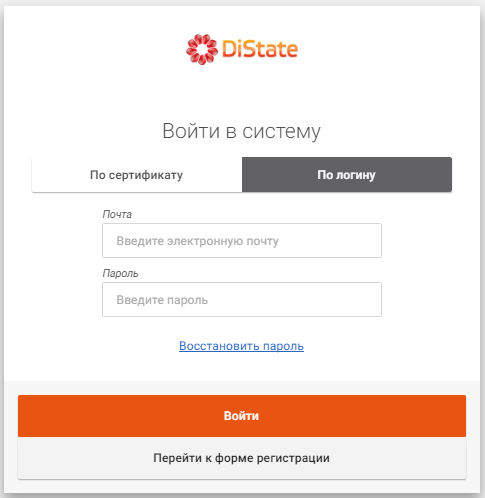 DiState
Войти в систему
По сертификату
По логину
Почта
Введите электронную почту
Пароль
Введите пароль
Восстановить пароль
Войти
Перейти к форме регистрации